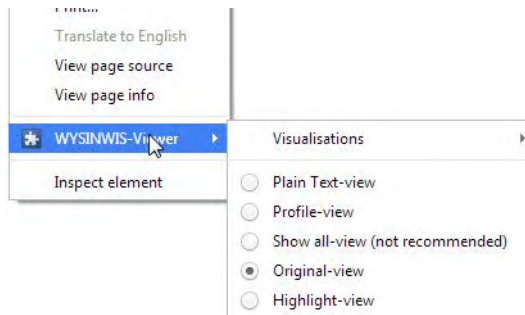 Print...
Translate to English
View page source
View page info
WYSINWIS-Viewer
Inspect element
Visualisations
Plain Text-view
Profile-view
Show all-view (not recommended)
Original-view
Highlight-view